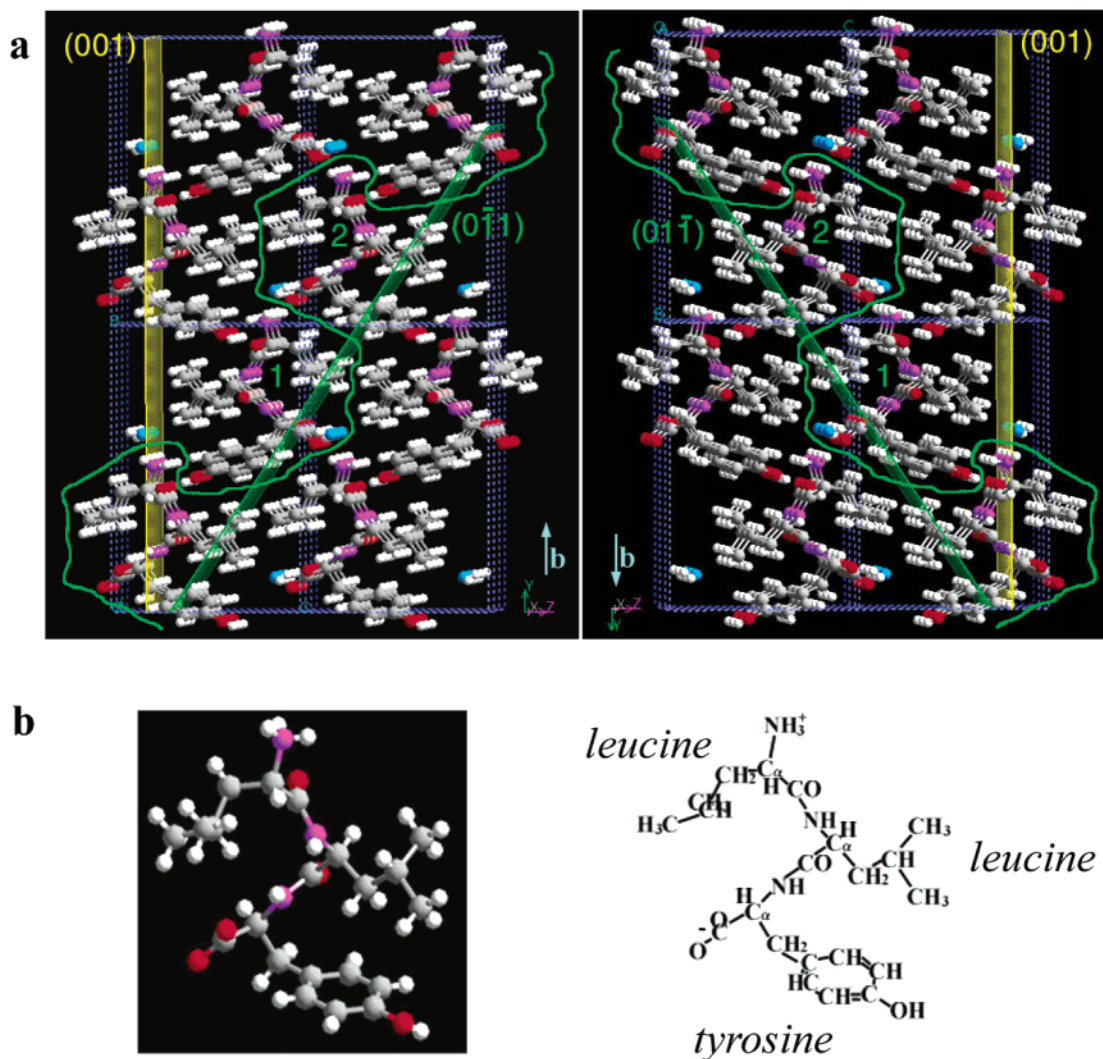 a
(001)
(001)
2
(01̄1)
1
b
Y
X Z
B
C
A
C
(011̄)
2
1
b
X Z
Y
b
leucine
NH₃⁺
CH₂ Cα
H CO
CH CH
H₃C
NH H
CO Cα
CH₂ CH
CH₃
CH₃
leucine
NH
H Cα
O
⁻ C
O
CH₂
C CH CH
HC
CH=C
OH
tyrosine